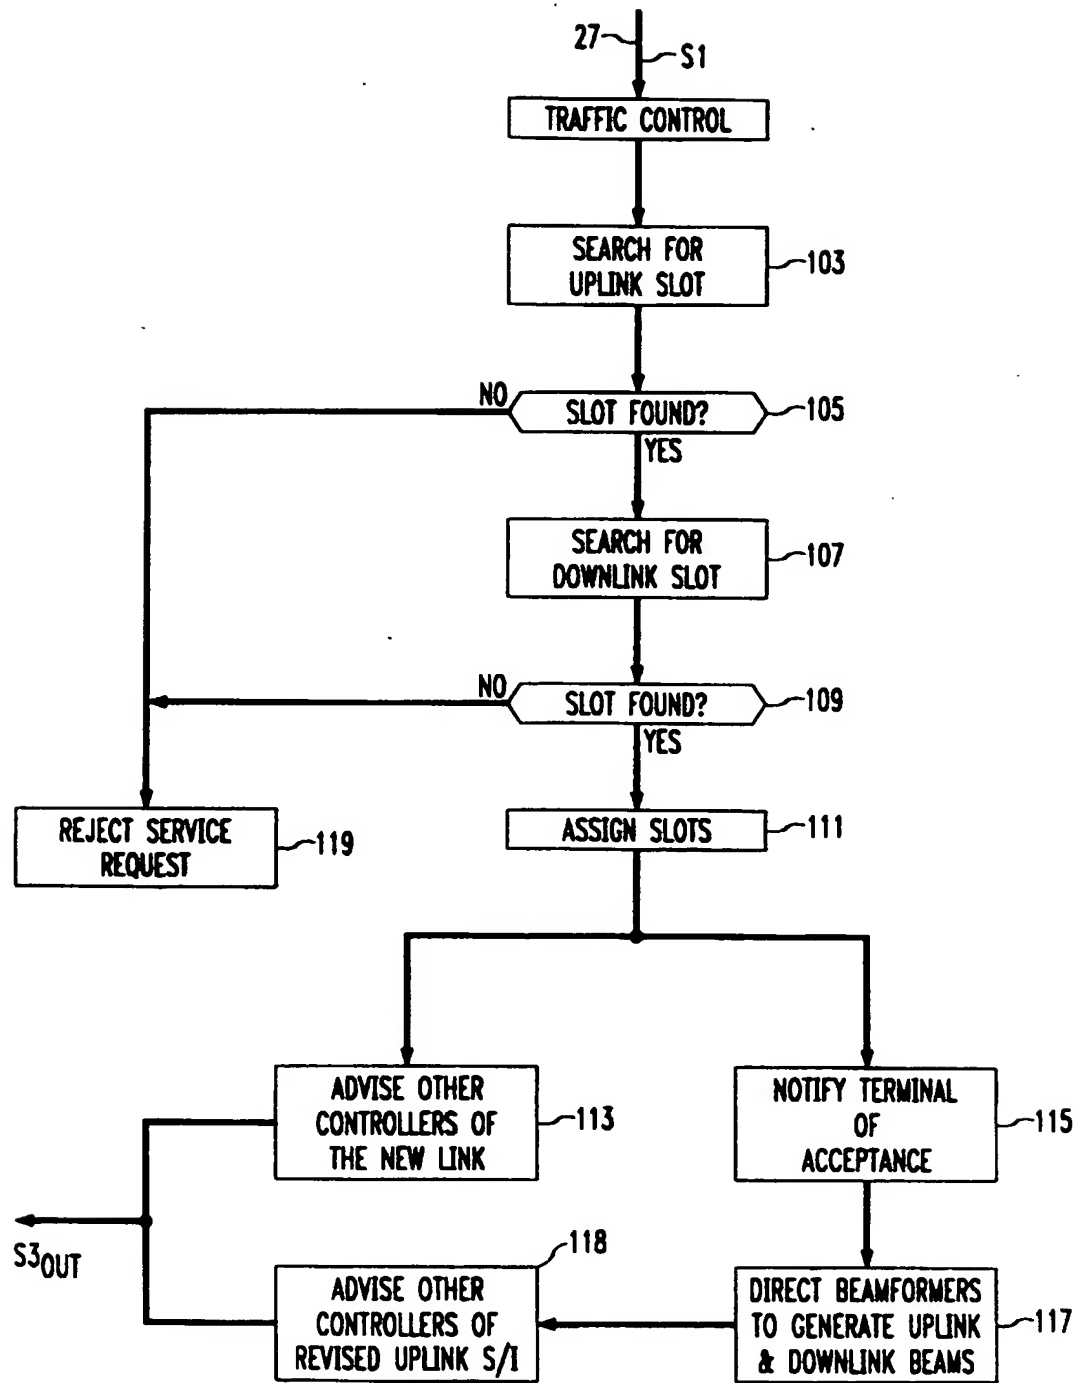 27
S1
TRAFFIC CONTROL
SEARCH FOR
UPLINK SLOT
103
NO
SLOT FOUND?
105
YES
SEARCH FOR
DOWNLINK SLOT
107
NO
SLOT FOUND?
109
YES
REJECT SERVICE
REQUEST
119
ASSIGN SLOTS
111
ADVISE OTHER
CONTROLLERS OF
THE NEW LINK
113
NOTIFY TERMINAL
OF
ACCEPTANCE
115
S3OUT
118
ADVISE OTHER
CONTROLLERS OF
REVISED UPLINK S/I
DIRECT BEAMFORMERS
TO GENERATE UPLINK
& DOWNLINK BEAMS
117